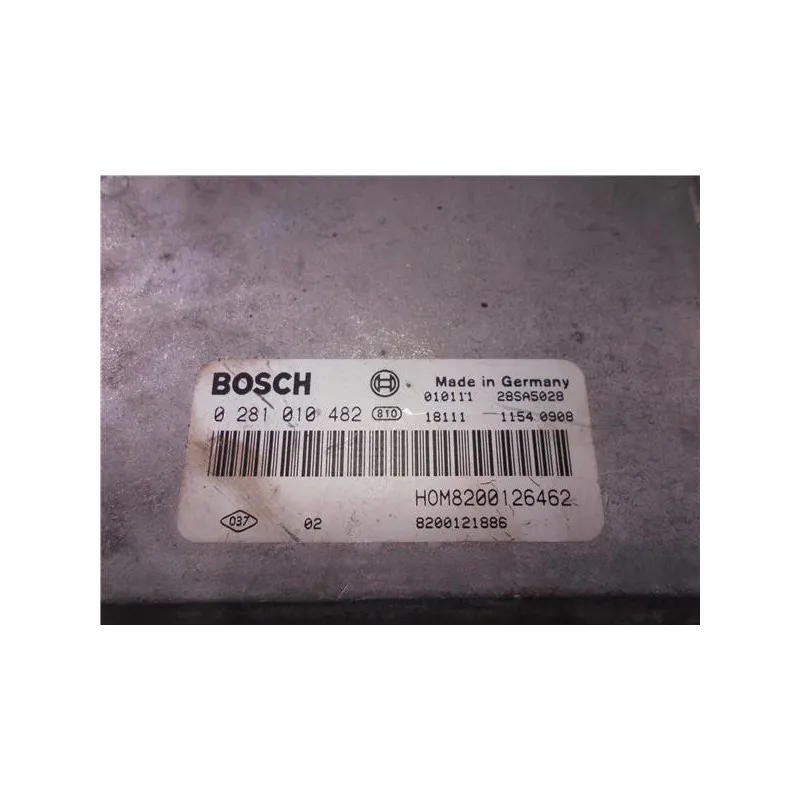 BOSCH Made in Germany
010111 28SA5028
0 281 010 482 810 18111 1154 0908
HOM8200126462
037 02 8200121886